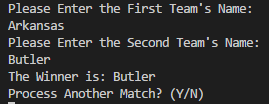 Please Enter the First Team's Name:
Arkansas
Please Enter the Second Team's Name:
Butler
The Winner is: Butler
Process Another Match? (Y/N)